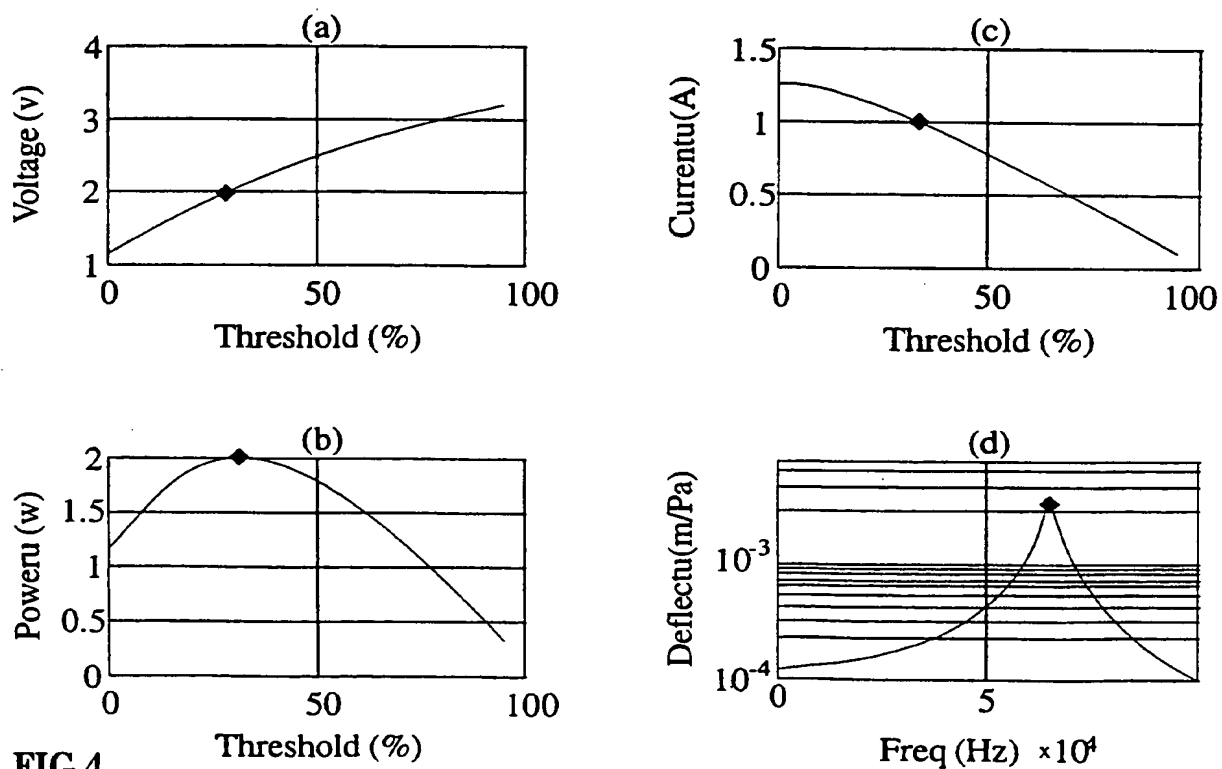 (a)
4
3
2
1
Voltage (v)
0 50 100
Threshold (%)
(c)
1.5
1
0.5
0
Currentu(A)
0 50 100
Threshold (%)
(b)
2
1.5
1
0.5
0
Poweru (w)
0 50 100
Threshold (%)
(d)
10⁻³
10⁻⁴
Deflectu(m/Pa)
0 5
Freq (Hz) ×10⁴
FIG.4